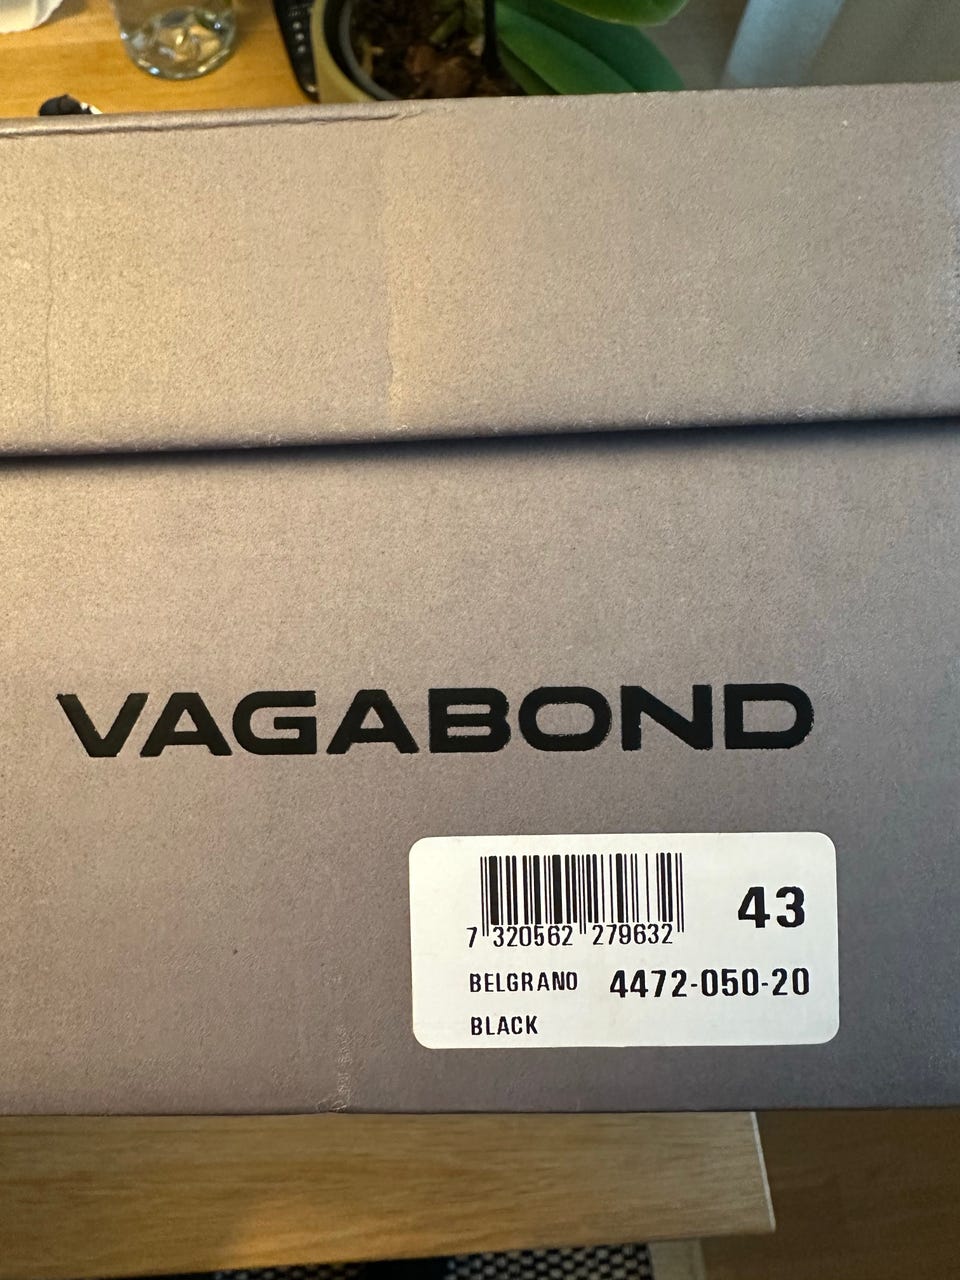 VAGABOND
43
7 320562 279632
BELGRANO 4472-050-20
BLACK